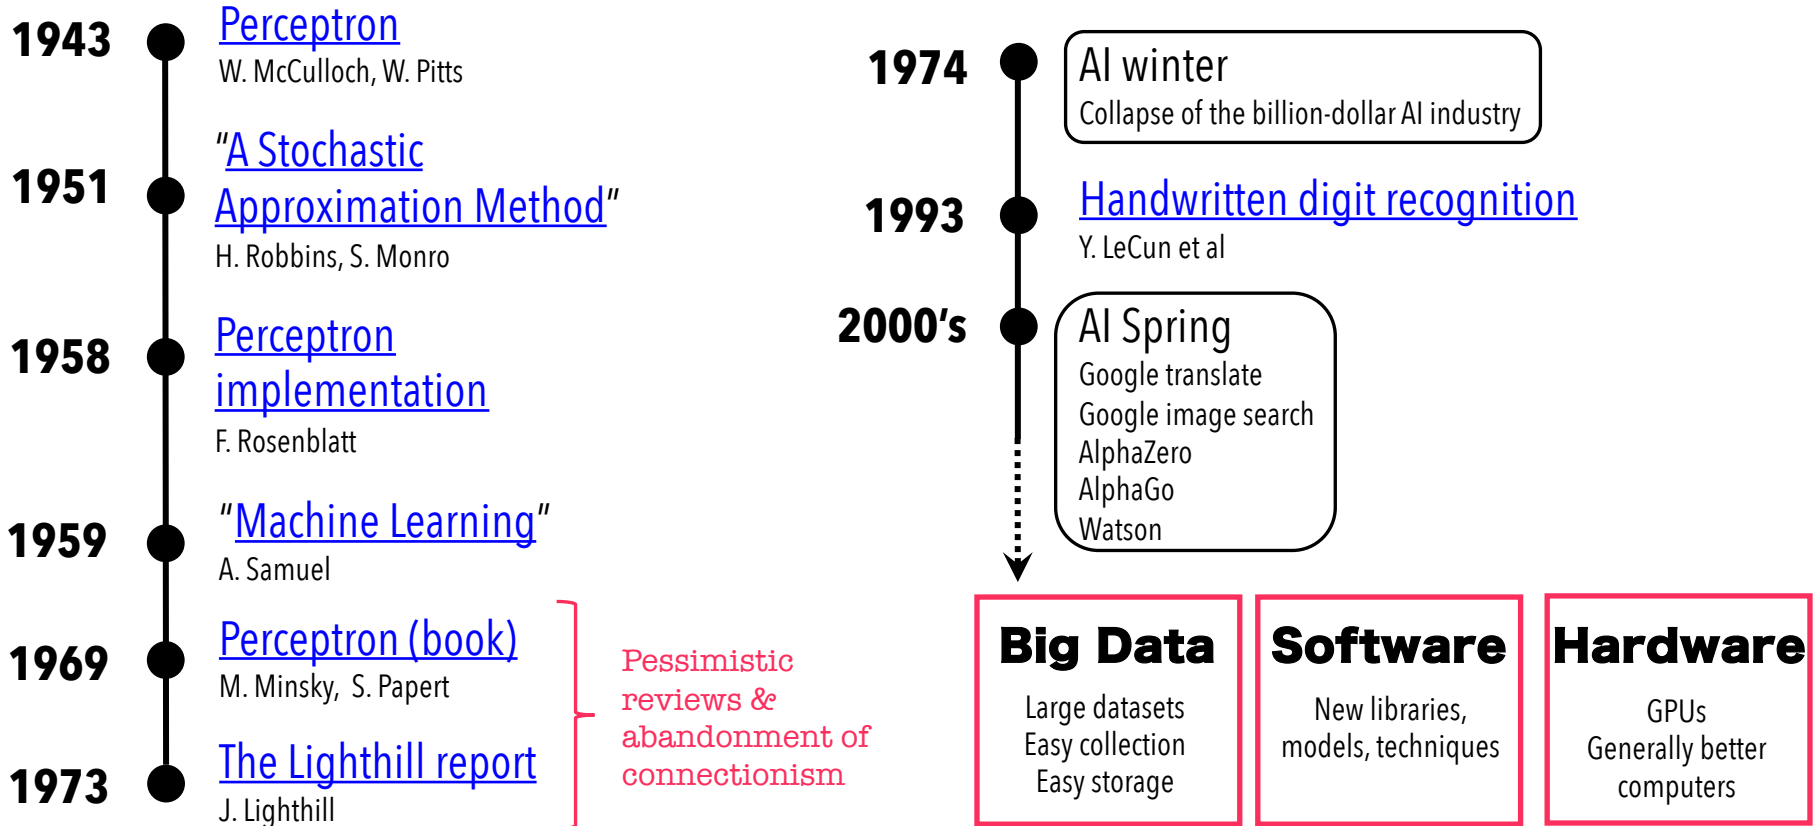 1943
Perceptron
W. McCulloch, W. Pitts
1951
"A Stochastic
Approximation Method"
H. Robbins, S. Monro
1958
Perceptron
implementation
F. Rosenblatt
1959
"Machine Learning"
A. Samuel
1969
Perceptron (book)
M. Minsky, S. Papert
1973
The Lighthill report
J. Lighthill
Pessimistic
reviews &
abandonment of
connectionism
1974
AI winter
Collapse of the billion-dollar AI industry
1993
Handwritten digit recognition
Y. LeCun et al
2000's
AI Spring
Google translate
Google image search
AlphaZero
AlphaGo
Watson
Big Data
Large datasets
Easy collection
Easy storage
Software
New libraries,
models, techniques
Hardware
GPUs
Generally better
computers